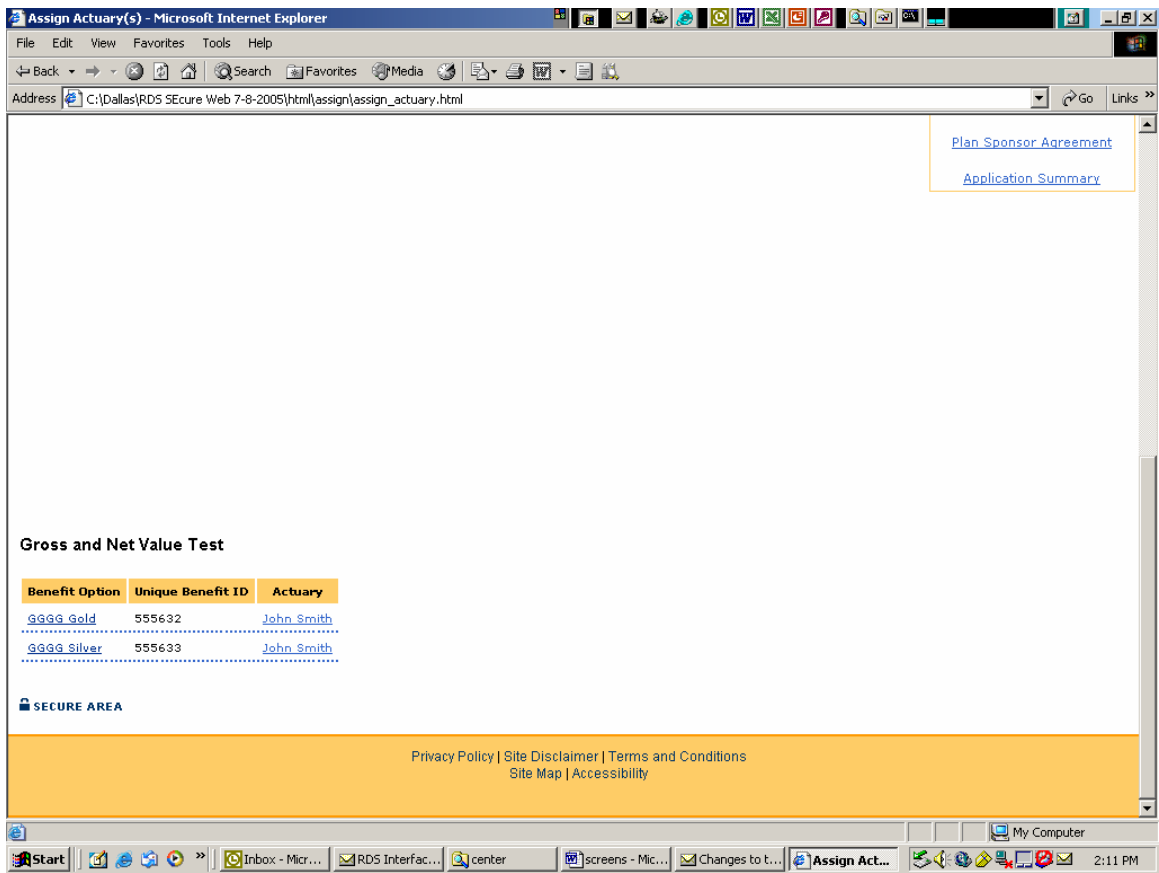 Assign Actuary(s) - Microsoft Internet Explorer
File Edit View Favorites Tools Help
Back Search Favorites Media
Address C:\Dallas\RDS SEcure Web 7-8-2005\html\assign\assign_actuary.html Go Links »
Plan Sponsor Agreement
Application Summary
Gross and Net Value Test
Benefit Option Unique Benefit ID Actuary
GGGG Gold 555632 John Smith
GGGG Silver 555633 John Smith
SECURE AREA
Privacy Policy | Site Disclaimer | Terms and Conditions
Site Map | Accessibility
My Computer
Start » Inbox - Micr... RDS Interfac... center screens - Mic... Changes to t... Assign Act... 2:11 PM